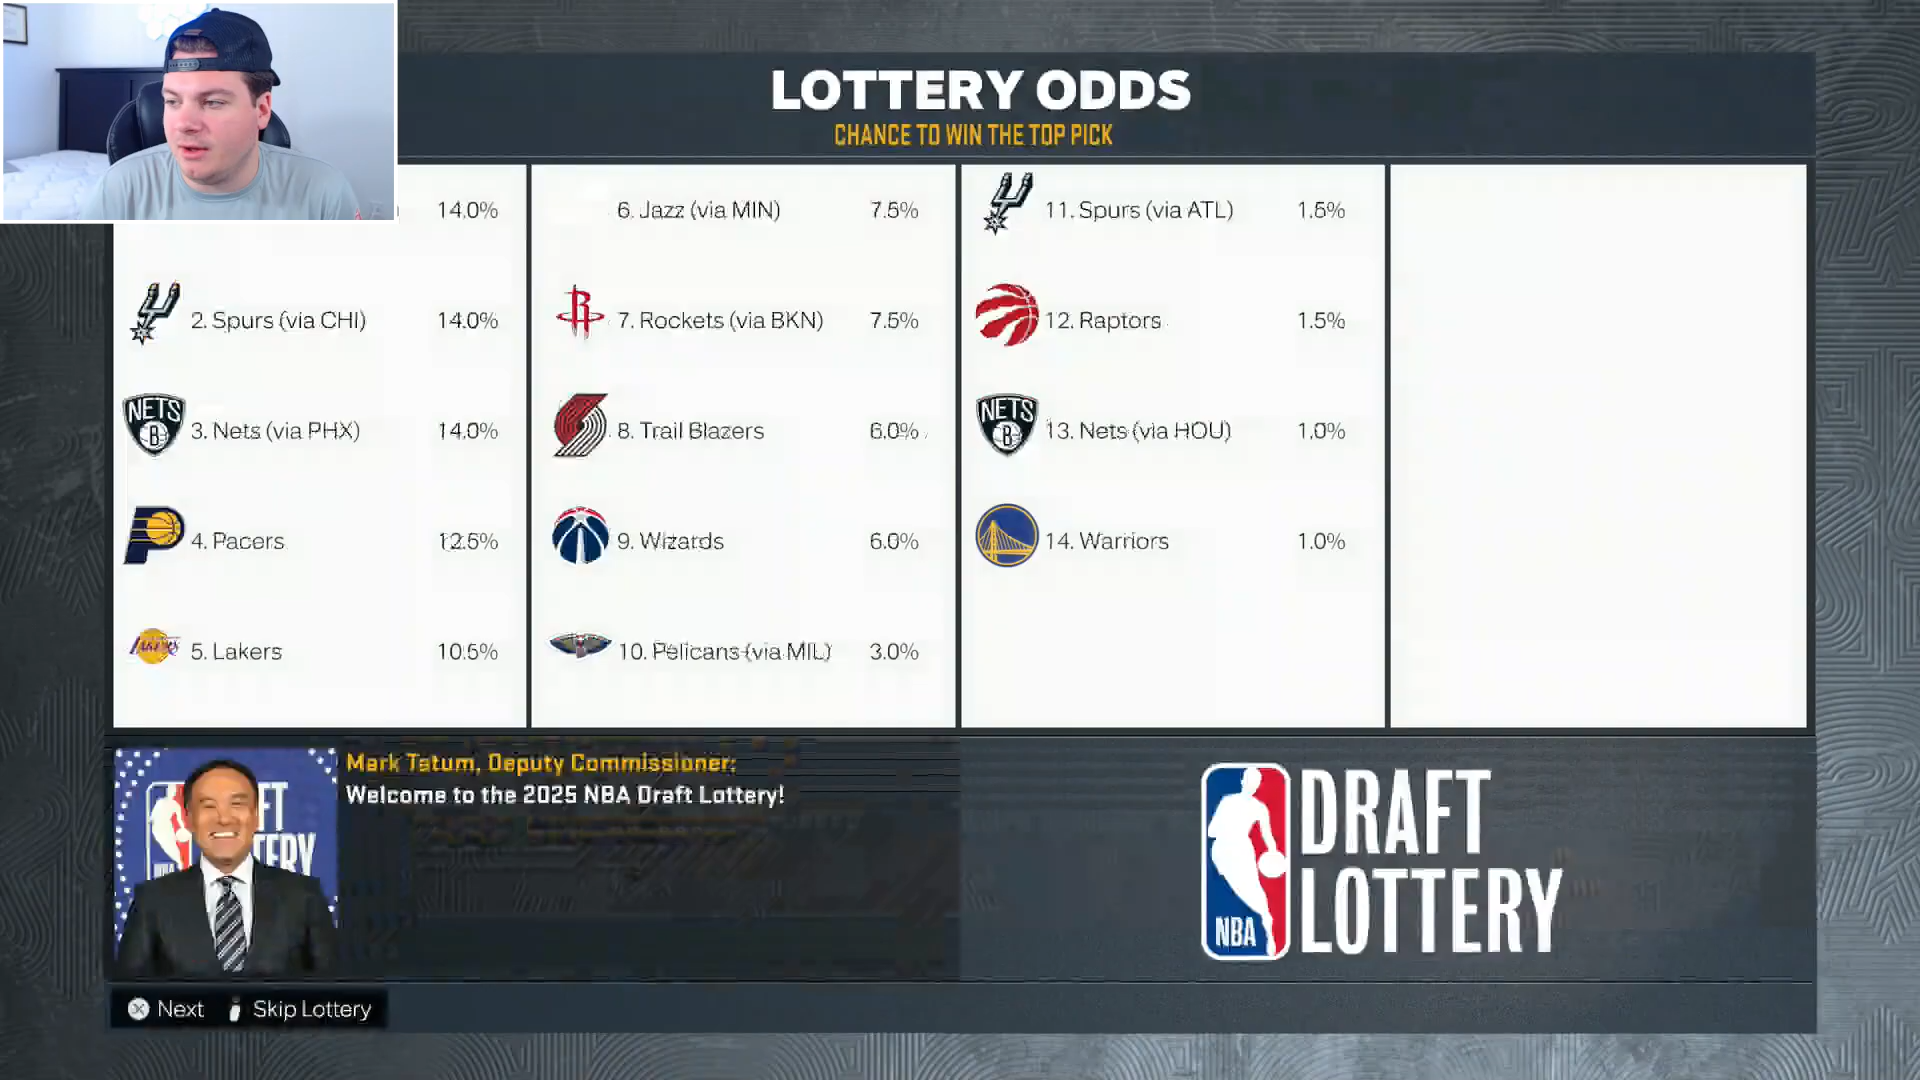 LOTTERY ODDS
CHANCE TO WIN THE TOP PICK
14.0%
2. Spurs (via CHI) 14.0%
NETS
B
3. Nets (via PHX) 14.0%
4. Pacers 12.5%
LAKERS
5. Lakers 10.5%
6. Jazz (via MIN) 7.5%
7. Rockets (via BKN) 7.5%
8. Trail Blazers 6.0%
9. Wizards 6.0%
10. Pelicans (via MIL) 3.0%
11. Spurs (via ATL) 1.5%
12. Raptors 1.5%
NETS
B
13. Nets (via HOU) 1.0%
14. Warriors 1.0%
Mark Tatum, Deputy Commissioner:
Welcome to the 2025 NBA Draft Lottery!
NBA
DRAFT
LOTTERY
Next Skip Lottery